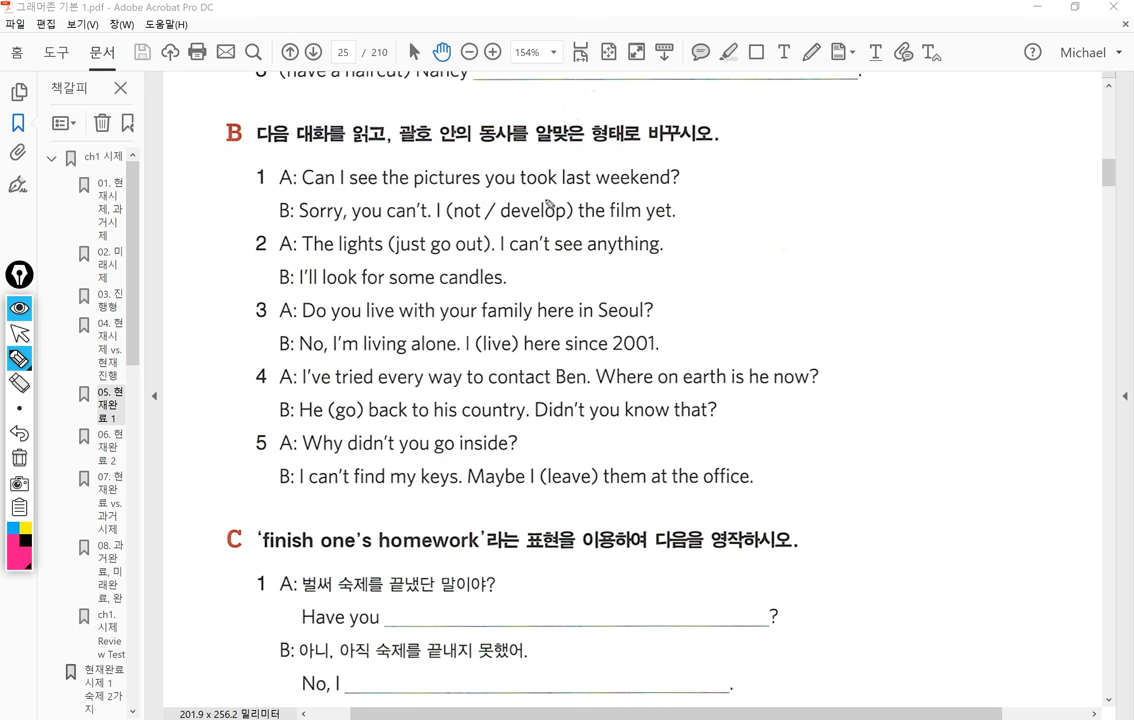 그래머존 기본 1.pdf - Adobe Acrobat Pro DC
파일 편집 보기(V) 창(W) 도움말(H)
홈 도구 문서 25 / 210 154% Michael
책갈피
ch1 시제
01. 현재시제, 과거시제
02. 미래시제
03. 진행형
04. 현재시제 vs. 현재진행
05. 현재완료 1
06. 현재완료 2
07. 현재완료 vs. 과거시제
08. 과거완료, 미래완료, 완
ch1. 시제 Review Test
현재완료 시제 1 숙제 2가지
(have a haircut) Nancy .
B 다음 대화를 읽고, 괄호 안의 동사를 알맞은 형태로 바꾸시오.
1 A: Can I see the pictures you took last weekend?
B: Sorry, you can't. I (not / develop) the film yet.
2 A: The lights (just go out). I can't see anything.
B: I'll look for some candles.
3 A: Do you live with your family here in Seoul?
B: No, I'm living alone. I (live) here since 2001.
4 A: I've tried every way to contact Ben. Where on earth is he now?
B: He (go) back to his country. Didn't you know that?
5 A: Why didn't you go inside?
B: I can't find my keys. Maybe I (leave) them at the office.
C 'finish one's homework'라는 표현을 이용하여 다음을 영작하시오.
1 A: 벌써 숙제를 끝냈단 말이야?
Have you ?
B: 아니, 아직 숙제를 끝내지 못했어.
No, I .
201.9 x 256.2 밀리미터